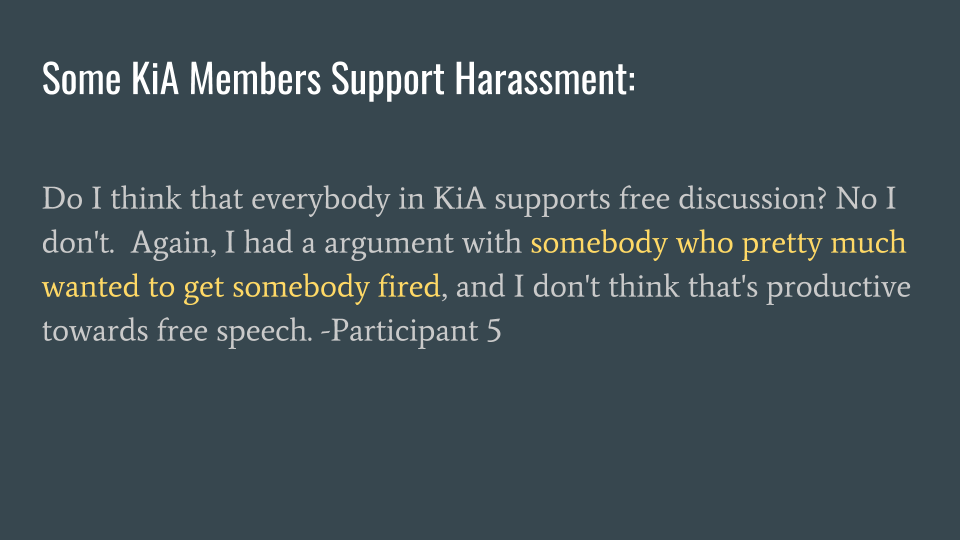 Some KiA Members Support Harassment:
Do I think that everybody in KiA supports free discussion? No I
don't.  Again, I had a argument with somebody who pretty much
wanted to get somebody fired, and I don't think that's productive
towards free speech. -Participant 5